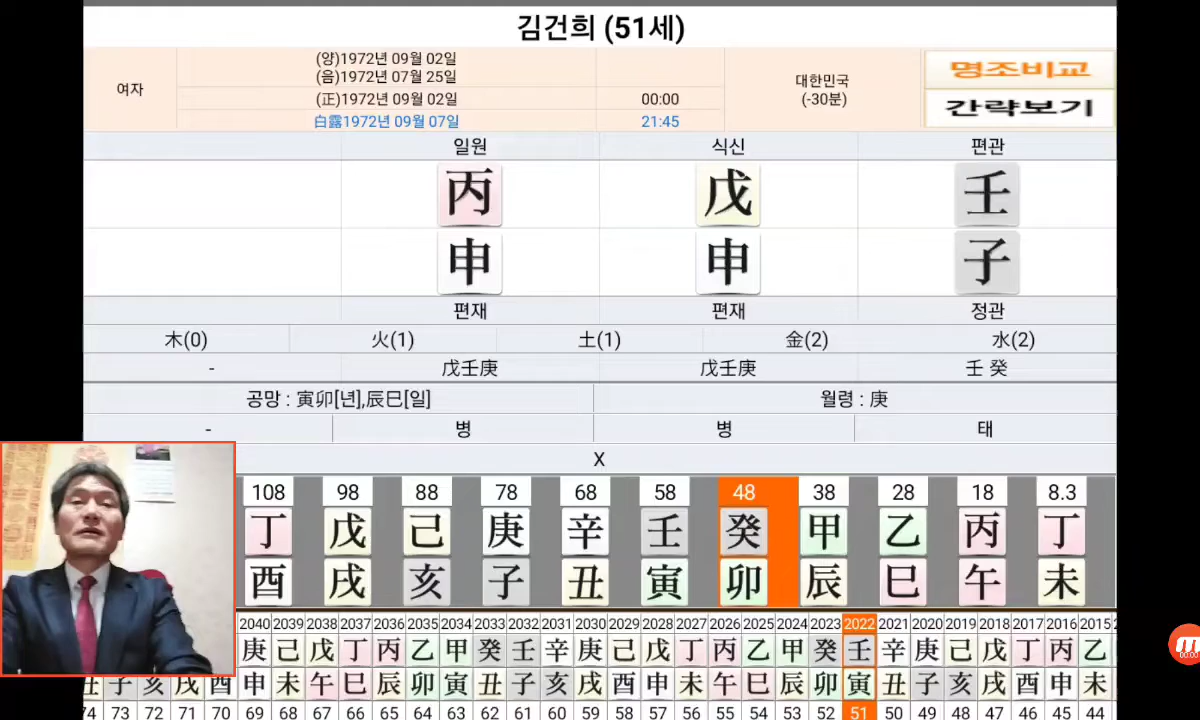 김건희 (51세)
여자
(양)1972년 09월 02일
(음)1972년 07월 25일
(正)1972년 09월 02일 00:00
白露1972년 09월 07일 21:45
대한민국
(-30분)
명조비교
간략보기
일원 식신 편관
丙 戊 壬
申 申 子
편재 편재 정관
木(0) 火(1) 土(1) 金(2) 水(2)
- 戊壬庚 戊壬庚 壬 癸
공망 : 寅卯[년],辰巳[일] 월령 : 庚
- 병 병 태
X
108 98 88 78 68 58 48 38 28 18 8.3
丁 戊 己 庚 辛 壬 癸 甲 乙 丙 丁
酉 戌 亥 子 丑 寅 卯 辰 巳 午 未
2040 2039 2038 2037 2036 2035 2034 2033 2032 2031 2030 2029 2028 2027 2026 2025 2024 2023 2022 2021 2020 2019 2018 2017 2016 2015
庚 己 戊 丁 丙 乙 甲 癸 壬 辛 庚 己 戊 丁 丙 乙 甲 癸 壬 辛 庚 己 戊 丁 丙 乙
丑 子 亥 戌 酉 申 未 午 巳 辰 卯 寅 丑 子 亥 戌 酉 申 未 午 巳 辰 卯 寅 丑 子 亥 戌 酉 申 未
74 73 72 71 70 69 68 67 66 65 64 63 62 61 60 59 58 57 56 55 54 53 52 51 50 49 48 47 46 45 44
00:00